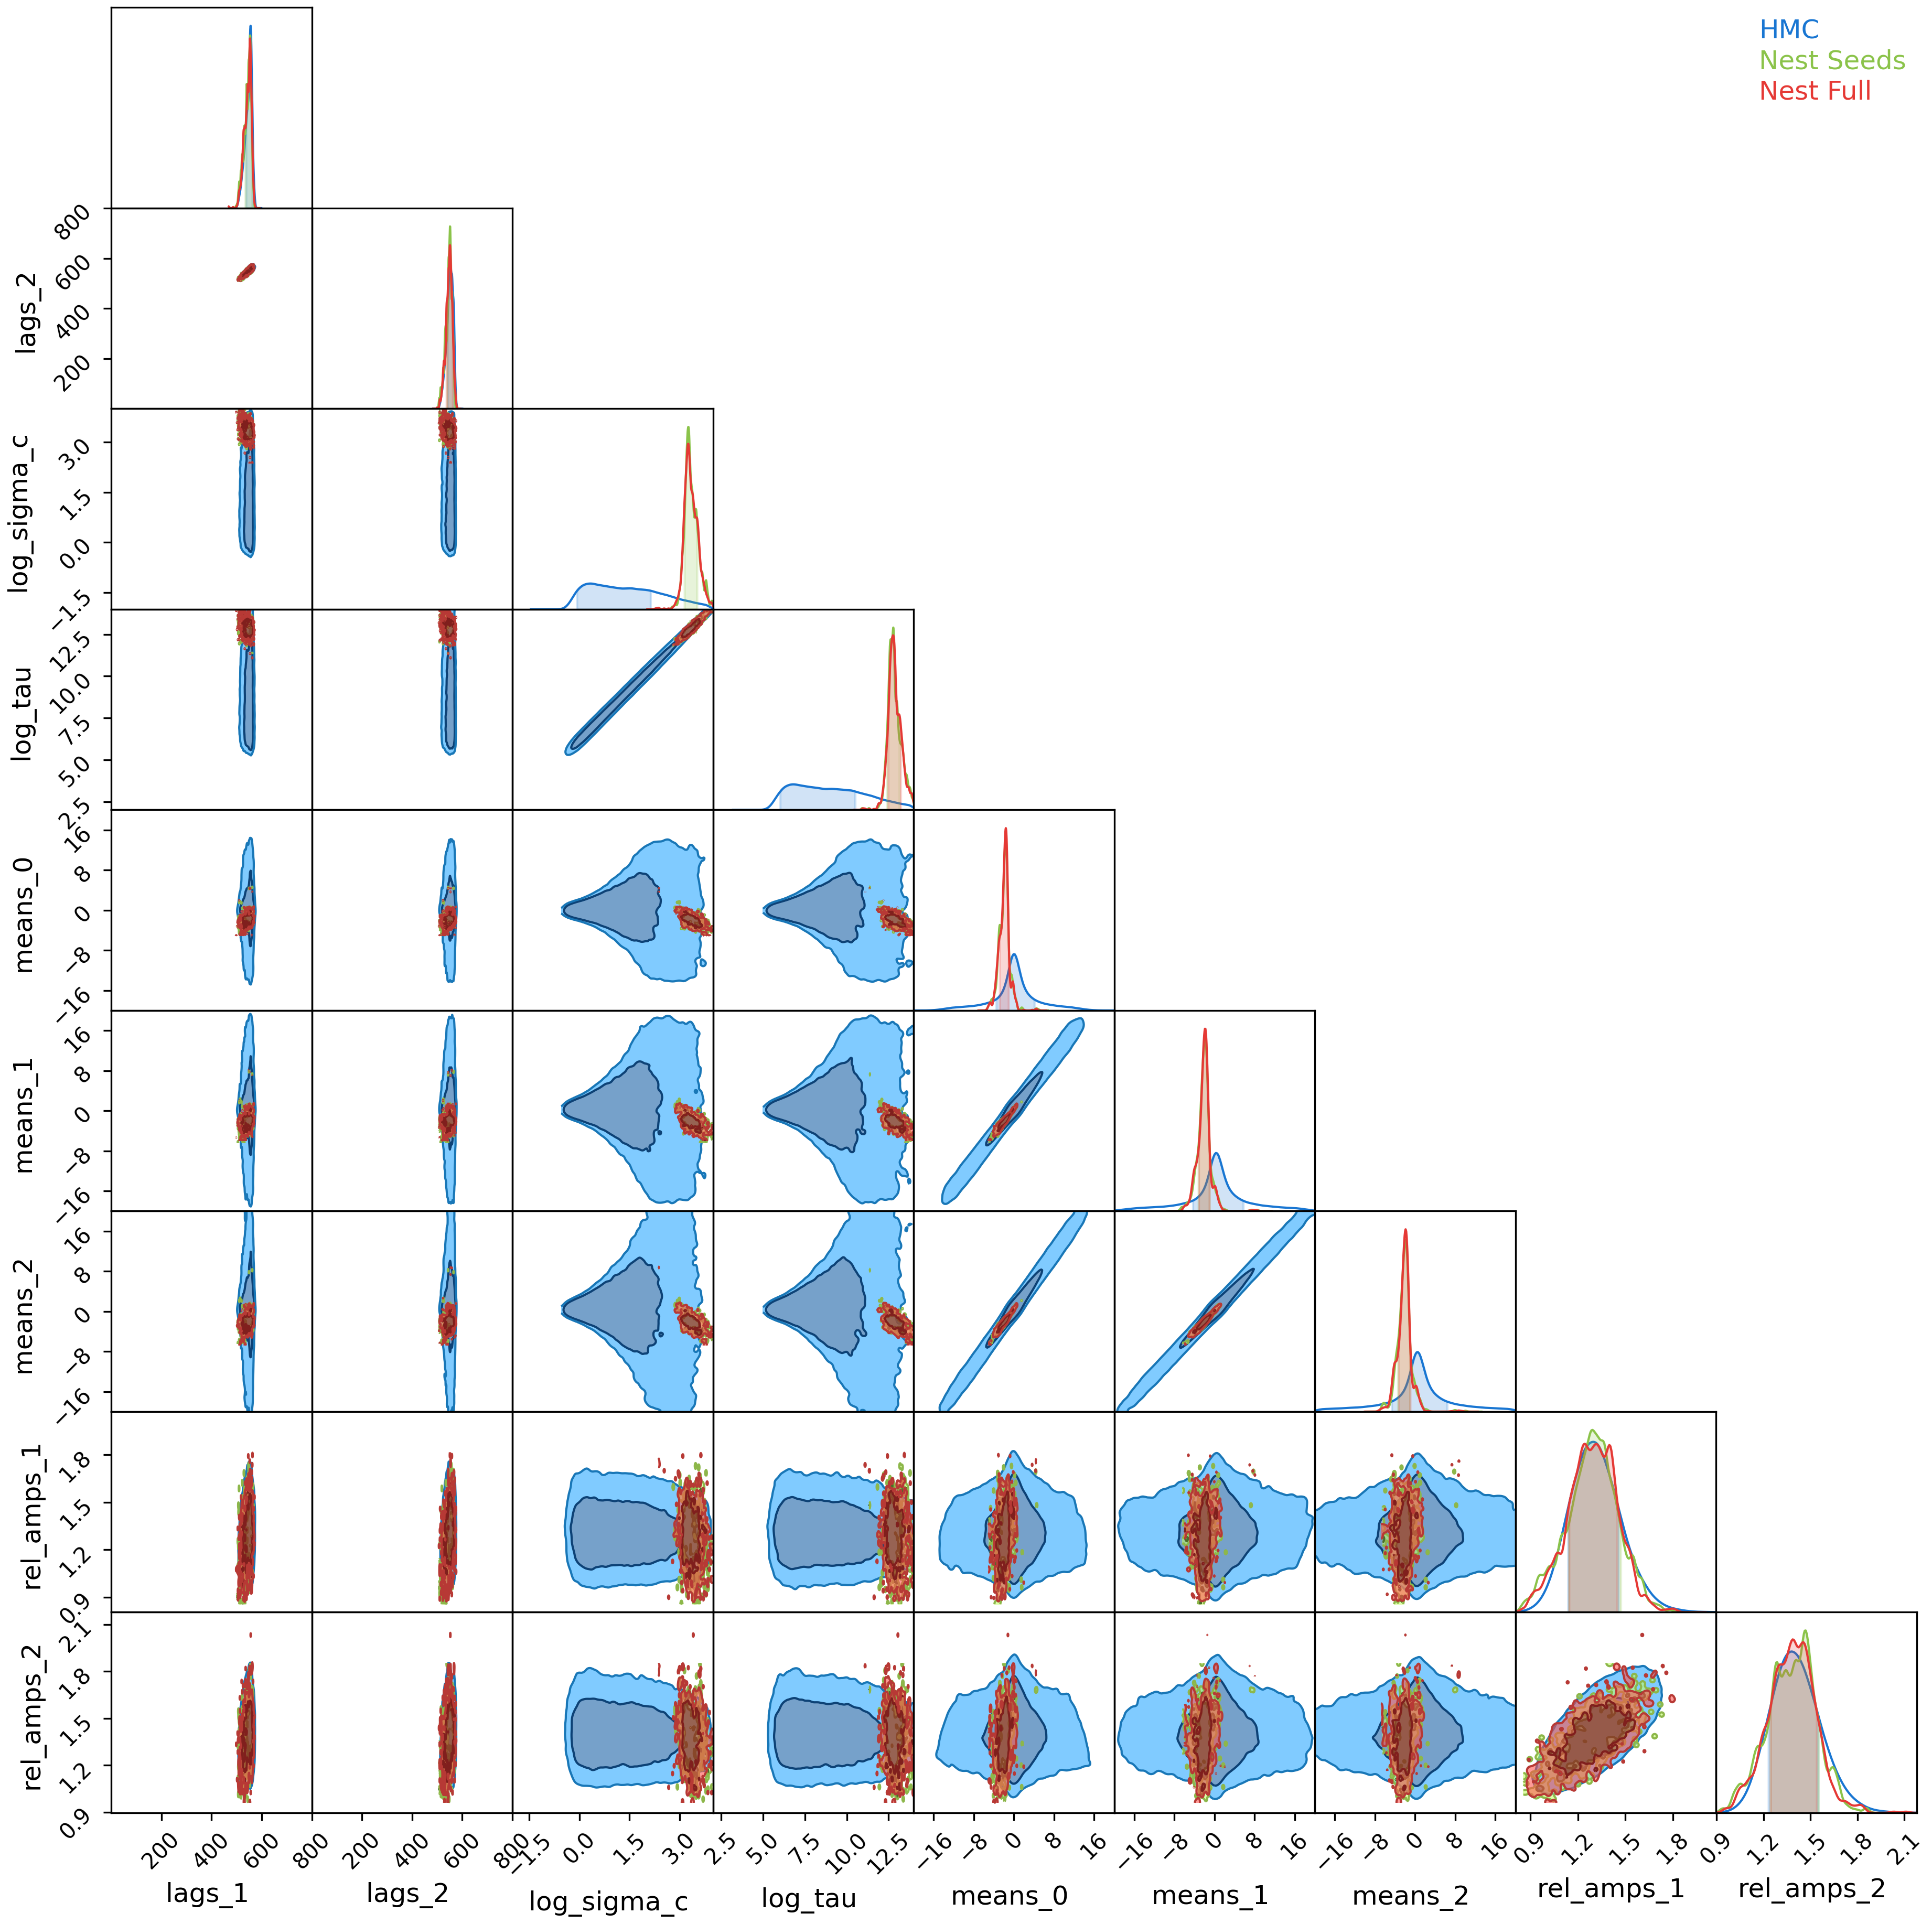 HMC
Nest Seeds
Nest Full
800
600
400
200
lags_2
3.0
1.5
0.0
−1.5
log_sigma_c
12.5
10.0
7.5
5.0
2.5
log_tau
16
8
0
−8
−16
means_0
16
8
0
−8
−16
means_1
16
8
0
−8
−16
means_2
1.8
1.5
1.2
0.9
rel_amps_1
2.1
1.8
1.5
1.2
0.9
rel_amps_2
200 400 600 800 200 400 600 800 −1.5 0.0 1.5 3.0 2.5 5.0 7.5 10.0 12.5 −16 −8 0 8 16 −16 −8 0 8 16 −16 −8 0 8 16 0.9 1.2 1.5 1.8 0.9 1.2 1.5 1.8 2.1
lags_1 lags_2 log_sigma_c log_tau means_0 means_1 means_2 rel_amps_1 rel_amps_2